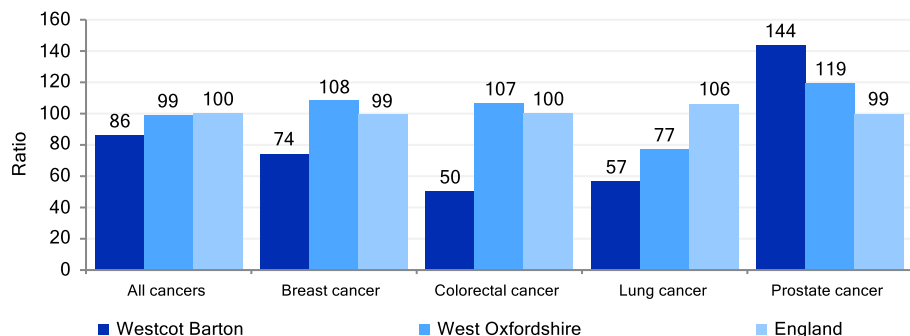 160
140
120
100
80
60
40
20
0
Ratio
86
99
100
74
108
99
50
107
100
57
77
106
144
119
99
All cancers
Breast cancer
Colorectal cancer
Lung cancer
Prostate cancer
Westcot Barton
West Oxfordshire
England